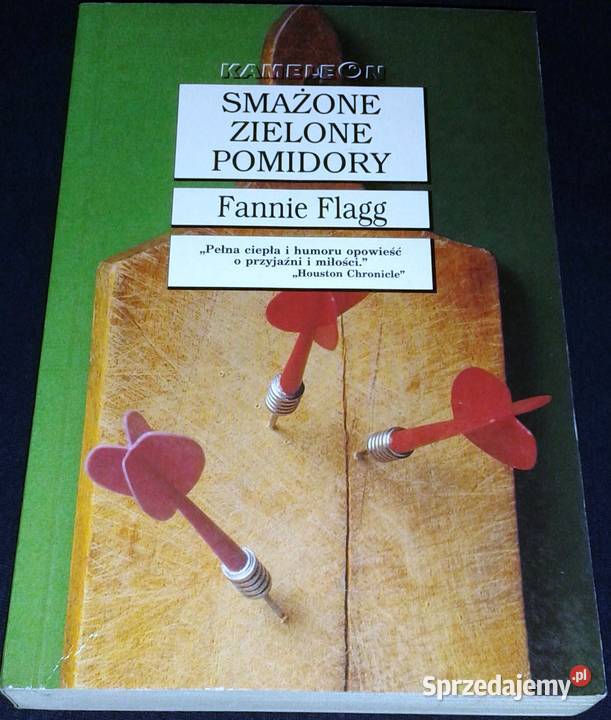 KAMELEON
SMAŻONE
ZIELONE
POMIDORY
Fannie Flagg
„Pełna ciepła i humoru opowieść
o przyjaźni i miłości.”
„Houston Chronicle”
Sprzedajemy.pl